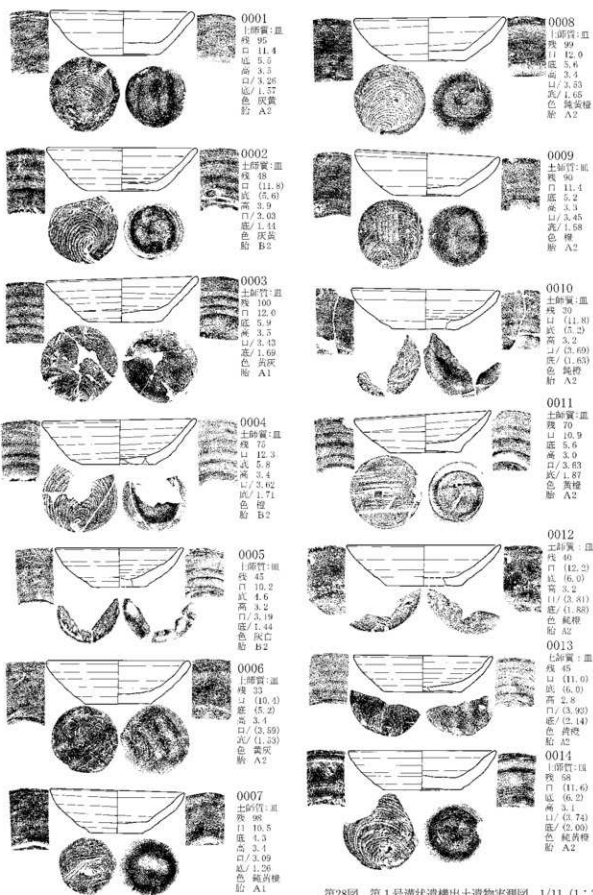 0001
土師質:皿
残 95
口 11.4
底 5.5
高 3.5
口/3.26
底/1.57
色 灰黄
胎 A2
0002
土師質:皿
残 48
口 (11.8)
底 (5.6)
高 3.9
口/3.03
底/1.44
色 灰黄
胎 B2
0003
土師質:皿
残 100
口 12.0
底 5.9
高 3.5
口/3.43
底/1.69
色 黄灰
胎 A1
0004
土師質:皿
残 75
口 12.3
底 5.8
高 3.4
口/3.62
底/1.71
色 橙
胎 B2
0005
土師質:皿
残 45
口 10.2
底 4.6
高 3.2
口/3.19
底/1.44
色 灰白
胎 B2
0006
土師質:皿
残 33
口 (10.4)
底 (5.2)
高 3.4
口/(3.59)
底/(1.53)
色 黄灰
胎 A2
0007
土師質:皿
残 98
口 10.5
底 4.3
高 3.4
口/3.09
底/1.26
色 鈍黄橙
胎 A1
0008
土師質:皿
残 99
口 12.0
底 5.6
高 3.4
口/3.53
底/1.65
色 鈍黄橙
胎 A2
0009
土師質:皿
残 90
口 11.4
底 5.2
高 3.3
口/3.45
底/1.58
色 橙
胎 A2
0010
土師質:皿
残 20
口 (11.8)
底 (5.2)
高 3.2
口/(3.69)
底/(1.63)
色 鈍橙
胎 A2
0011
土師質:皿
残 70
口 10.9
底 5.6
高 3.0
口/3.63
底/1.87
色 黄橙
胎 A2
0012
土師質:皿
残 40
口 (12.2)
底 (6.0)
高 3.2
口/(3.81)
底/(1.88)
色 鈍橙
胎 A2
0013
土師質:皿
残 45
口 (11.0)
底 (6.0)
高 2.8
口/(3.93)
底/(2.14)
色 黄橙
胎 A2
0014
土師質:皿
残 58
口 (11.6)
底 (6.2)
高 3.1
口/(3.74)
底/(2.00)
色 鈍黄橙
胎 A2
第28図 第1号溝状遺構出土遺物実測図 1/11 (1: